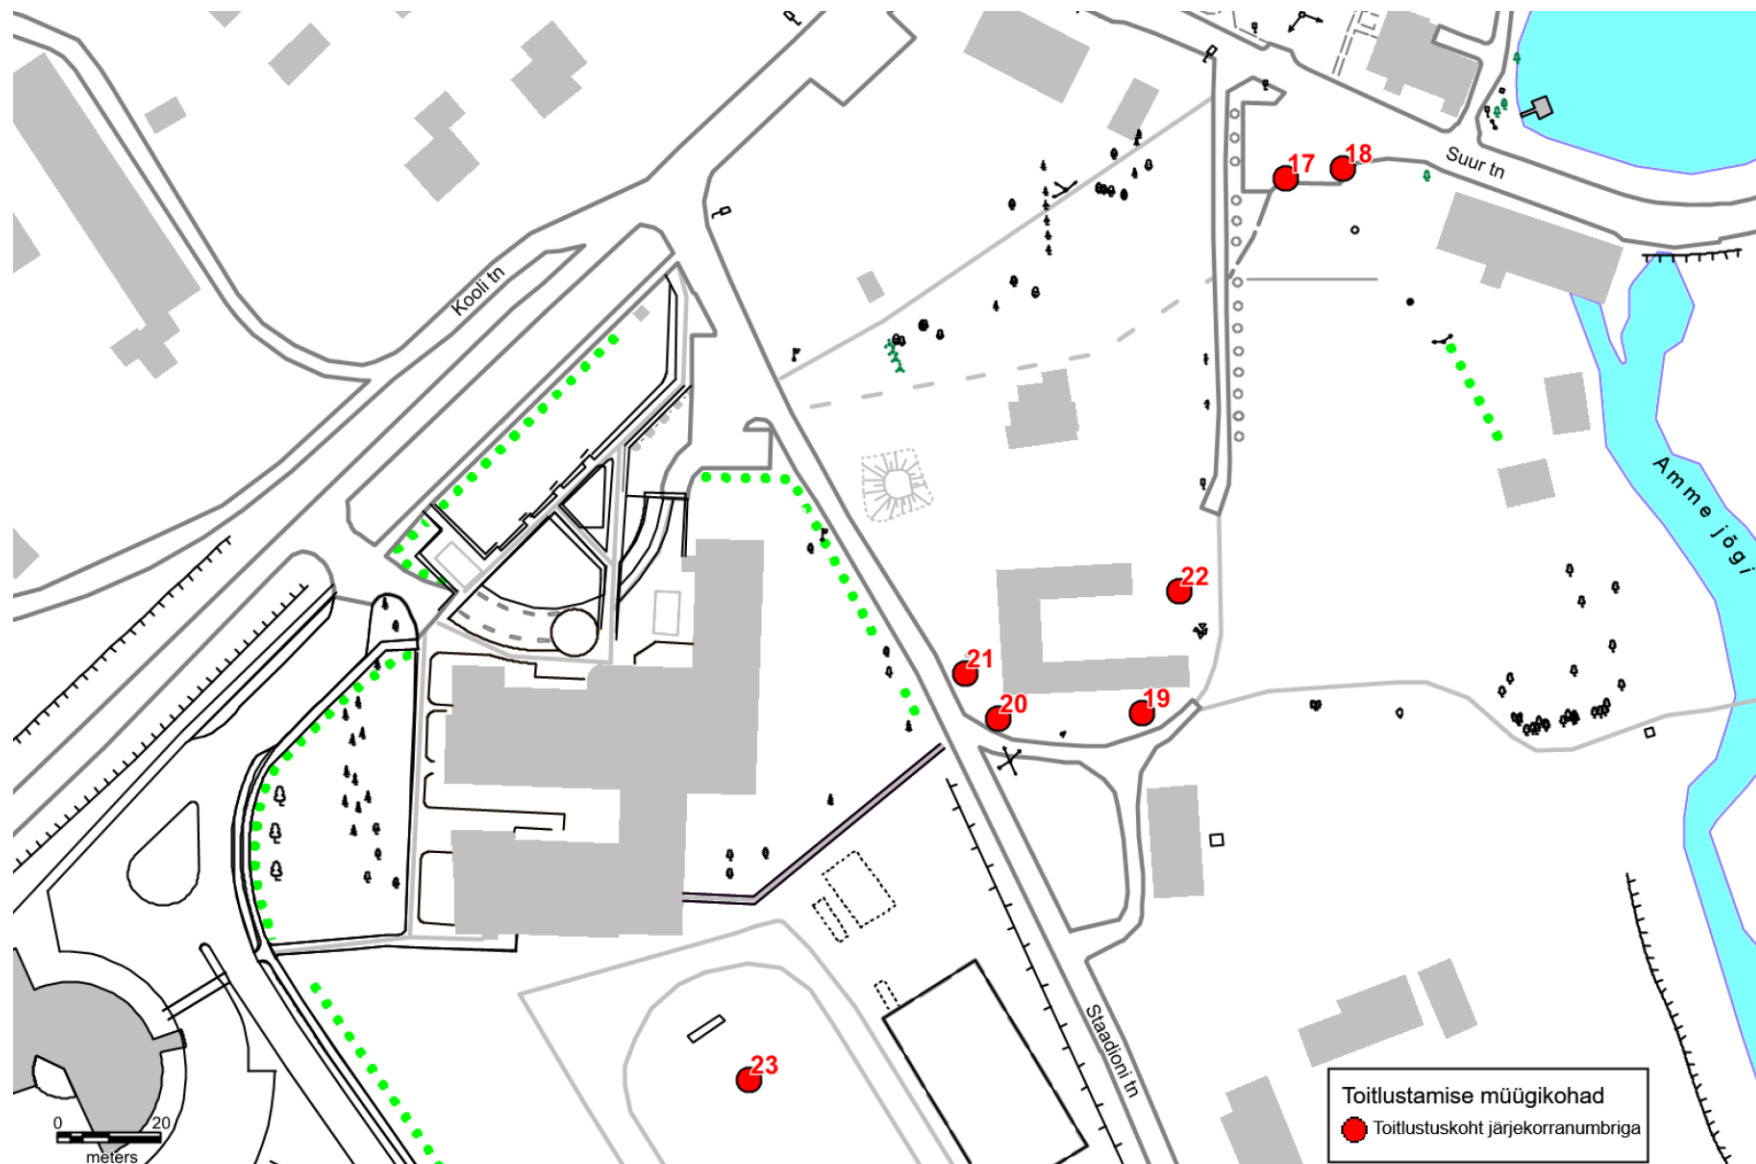 17
18
Suur tn
Kooli tn
Amme jõgi
22
21
20
19
Staadioni tn
23
Toitlustamise müügikohad
Toitlustuskoht järjekorranumbriga
0 20
meters